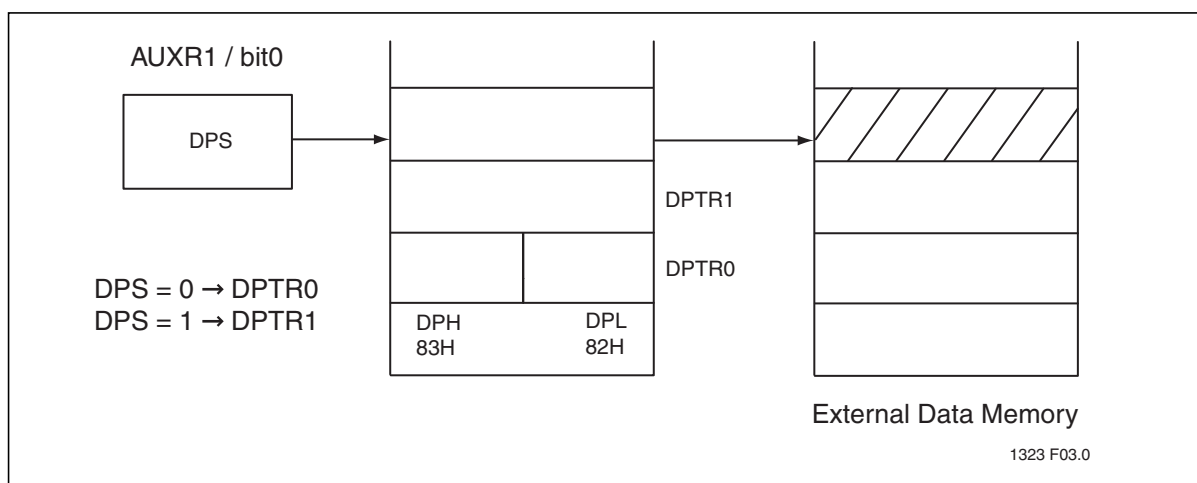 AUXR1 / bit0
DPS
DPTR1
DPTR0
DPS = 0 → DPTR0
DPS = 1 → DPTR1
DPH
83H
DPL
82H
External Data Memory
1323 F03.0